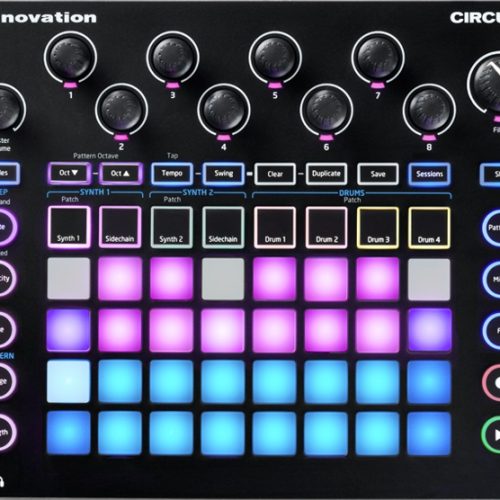 novation CIRCU
1 3 5 7
ster
ume
2 4 6 8
Pattern Octave Tap
Oct ▼ Oct ▲ Tempo Swing Clear Duplicate Save Sessions
SYNTH 1 SYNTH 2 DRUMS
Patch Patch Patch
Synth 1 Sidechain Synth 2 Sidechain Drum 1 Drum 2 Drum 3 Drum 4